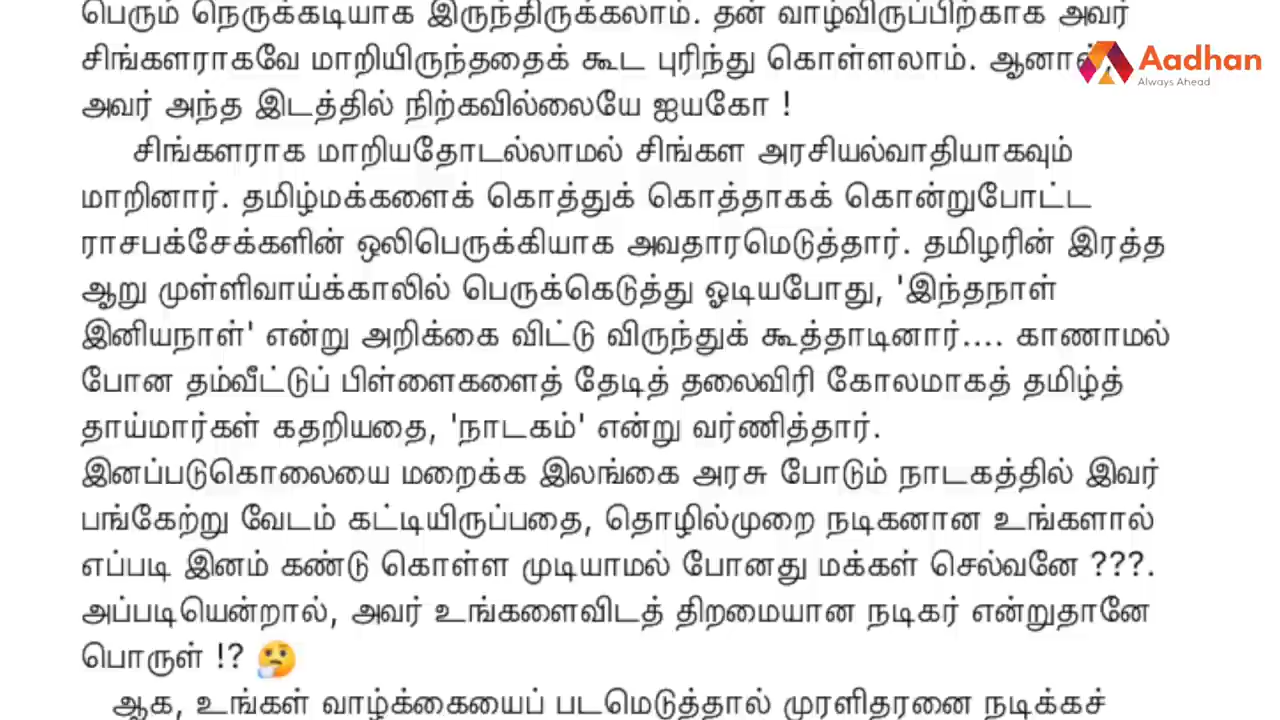 பெரும் நெருக்கடியாக இருந்திருக்கலாம். தன் வாழ்விருப்பிற்காக அவர்
சிங்களராகவே மாறியிருந்ததைக் கூட புரிந்து கொள்ளலாம். ஆனால்,
அவர் அந்த இடத்தில் நிற்கவில்லையே ஐயகோ !
சிங்களராக மாறியதோடல்லாமல் சிங்கள அரசியல்வாதியாகவும்
மாறினார். தமிழ்மக்களைக் கொத்துக் கொத்தாகக் கொன்றுபோட்ட
ராசபக்சேக்களின் ஒலிபெருக்கியாக அவதாரமெடுத்தார். தமிழரின் இரத்த
ஆறு முள்ளிவாய்க்காலில் பெருக்கெடுத்து ஓடியபோது, 'இந்தநாள்
இனியநாள்' என்று அறிக்கை விட்டு விருந்துக் கூத்தாடினார்.... காணாமல்
போன தம்வீட்டுப் பிள்ளைகளைத் தேடித் தலைவிரி கோலமாகத் தமிழ்த்
தாய்மார்கள் கதறியதை, 'நாடகம்' என்று வர்ணித்தார்.
இனப்படுகொலையை மறைக்க இலங்கை அரசு போடும் நாடகத்தில் இவர்
பங்கேற்று வேடம் கட்டியிருப்பதை, தொழில்முறை நடிகனான உங்களால்
எப்படி இனம் கண்டு கொள்ள முடியாமல் போனது மக்கள் செல்வனே ???.
அப்படியென்றால், அவர் உங்களைவிடத் திறமையான நடிகர் என்றுதானே
பொருள் !? 🤔
ஆக, உங்கள் வாழ்க்கையைப் படமெடுத்தால் முரளிதரனை நடிக்கச்
Aadhan
Always Ahead